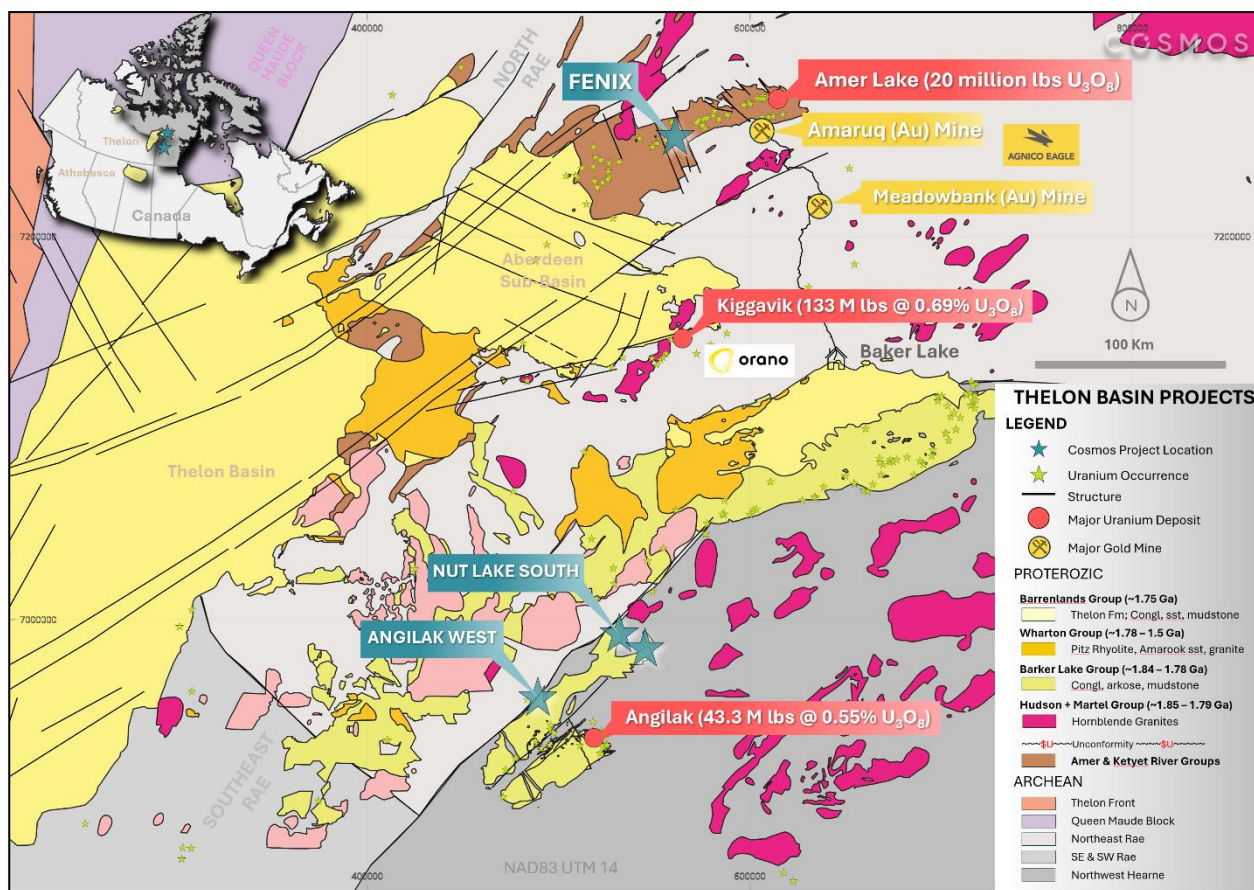 400000
600000
800000
COSMOS
QUEEN
MAUDE
BLOCK
NORTH
RAE
FENIX
Amer Lake (20 million lbs U₃O₈)
Amaruq (Au) Mine
AGNICO EAGLE
Meadowbank (Au) Mine
Thelon
Athabasca
Canada
7200000
7200000
Aberdeen
Sub-Basin
Kiggavik (133 M lbs @ 0.69% U₃O₈)
orano
Baker Lake
N
100 Km
Thelon Basin
NUT LAKE SOUTH
7000000
ANGILAK WEST
Angilak (43.3 M lbs @ 0.55% U₃O₈)
SOUTHEAST
RAE
NAD83 UTM 14
400000
600000
THELON BASIN PROJECTS
LEGEND
Cosmos Project Location
Uranium Occurrence
Structure
Major Uranium Deposit
Major Gold Mine
PROTEROZIC
Barrenlands Group (~1.75 Ga)
Thelon Fm; Congl, sst, mudstone
Wharton Group (~1.78 – 1.5 Ga)
Pitz Rhyolite, Amarook sst, granite
Barker Lake Group (~1.84 – 1.78 Ga)
Congl, arkose, mudstone
Hudson + Martel Group (~1.85 – 1.79 Ga)
Hornblende Granites
~~~$U~~~Unconformity ~~~~$U~~~~~
Amer & Ketyet River Groups
ARCHEAN
Thelon Front
Queen Maude Block
Northeast Rae
SE & SW Rae
Northwest Hearne